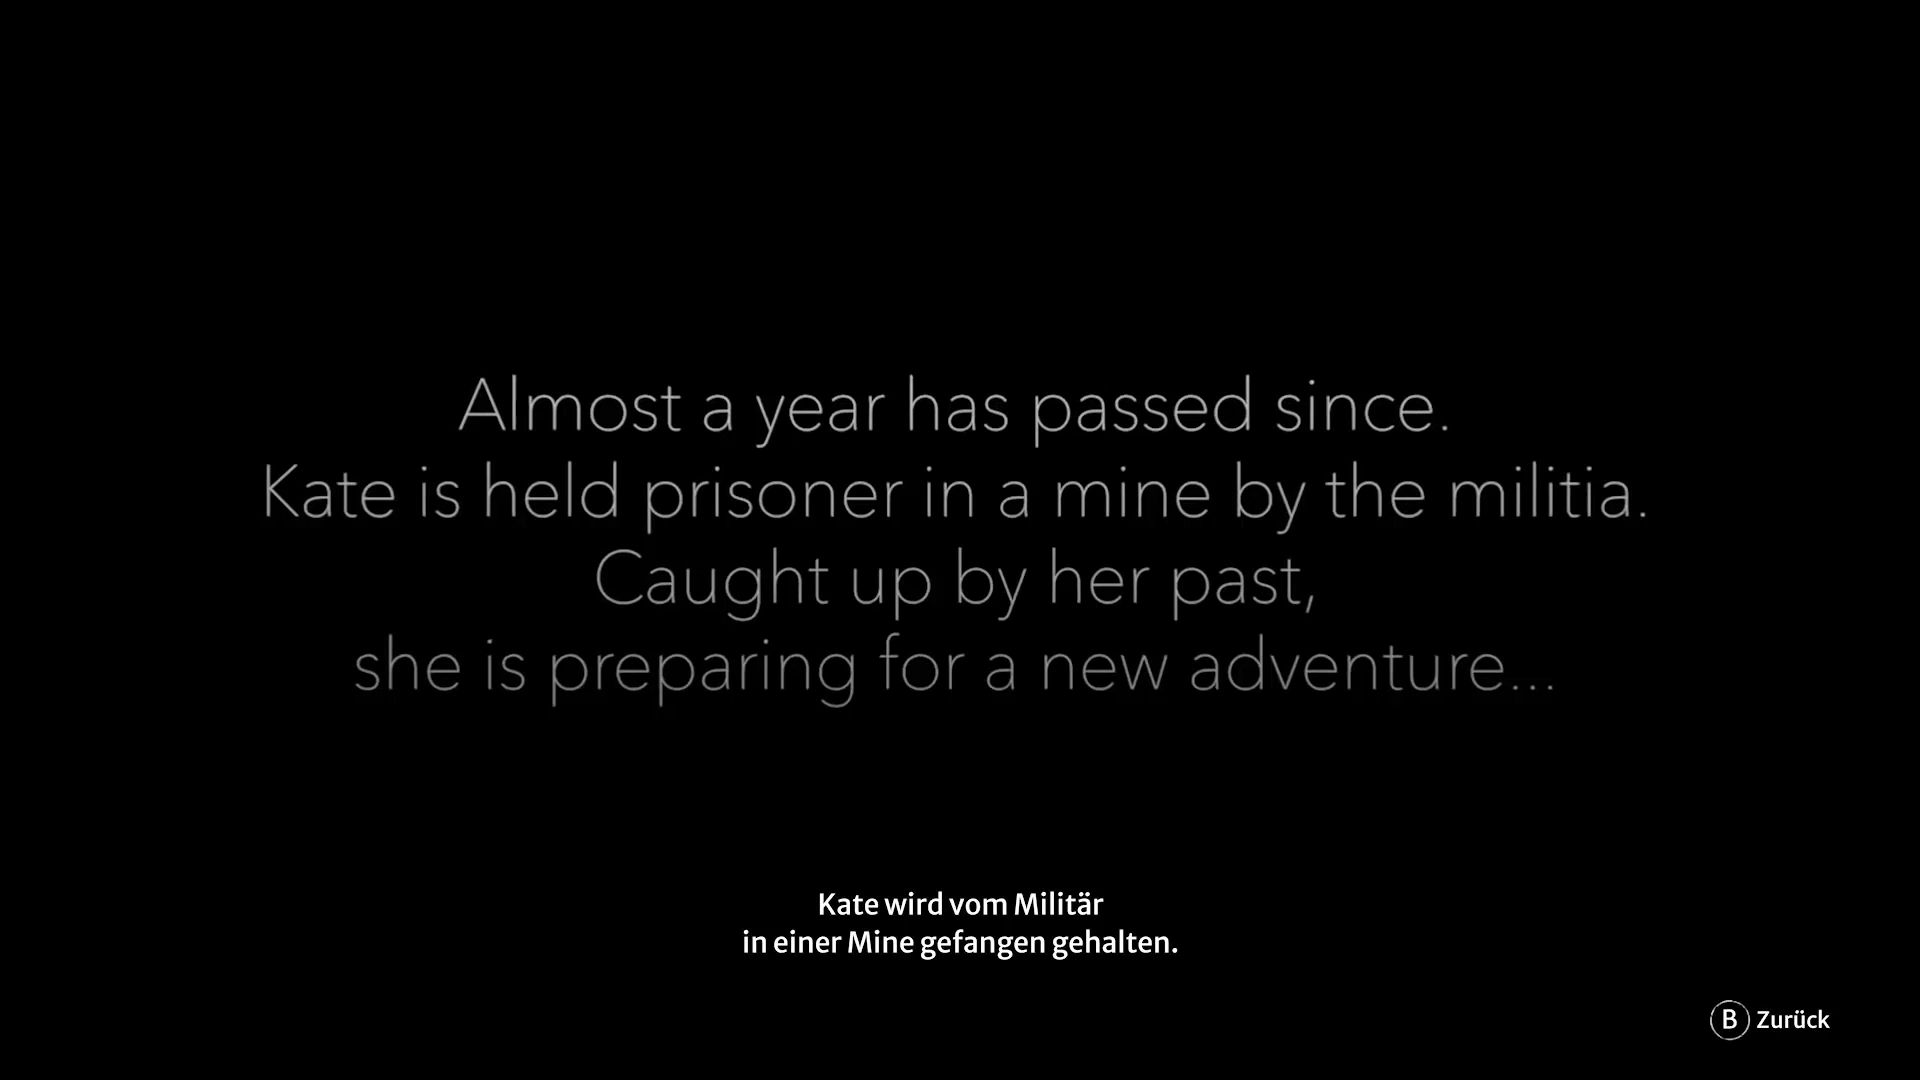 Almost a year has passed since.
Kate is held prisoner in a mine by the militia.
Caught up by her past,
she is preparing for a new adventure...
Kate wird vom Militär
in einer Mine gefangen gehalten.
B Zurück